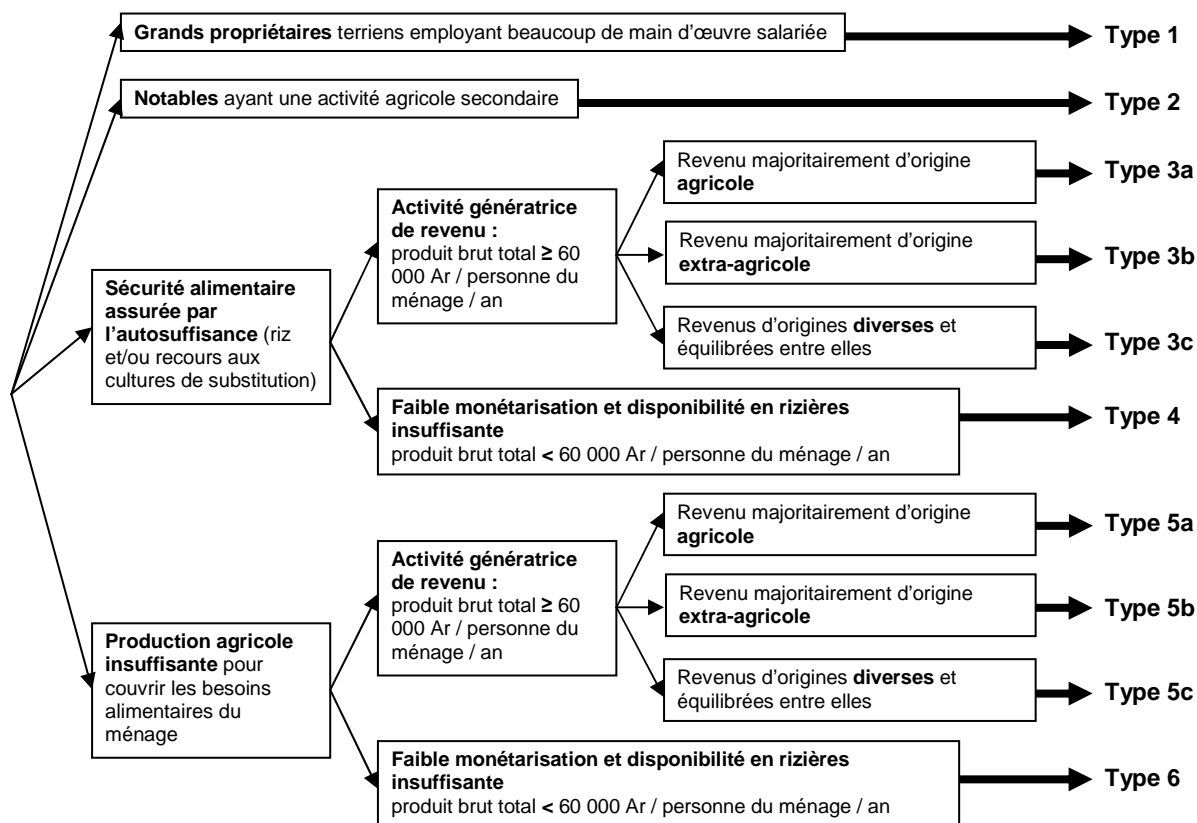 Grands propriétaires terriens employant beaucoup de main d'œuvre salariée
Type 1
Notables ayant une activité agricole secondaire
Type 2
Sécurité alimentaire
assurée par
l'autosuffisance (riz
et/ou recours aux
cultures de substitution)
Activité génératrice
de revenu :
produit brut total ≥ 60
000 Ar / personne du
ménage / an
Revenu majoritairement d'origine
agricole
Type 3a
Revenu majoritairement d'origine
extra-agricole
Type 3b
Revenus d'origines diverses et
équilibrées entre elles
Type 3c
Faible monétarisation et disponibilité en rizières
insuffisante
produit brut total < 60 000 Ar / personne du ménage / an
Type 4
Production agricole
insuffisante pour
couvrir les besoins
alimentaires du
ménage
Activité génératrice
de revenu :
produit brut total ≥ 60
000 Ar / personne du
ménage / an
Revenu majoritairement d'origine
agricole
Type 5a
Revenu majoritairement d'origine
extra-agricole
Type 5b
Revenus d'origines diverses et
équilibrées entre elles
Type 5c
Faible monétarisation et disponibilité en rizières
insuffisante
produit brut total < 60 000 Ar / personne du ménage / an
Type 6